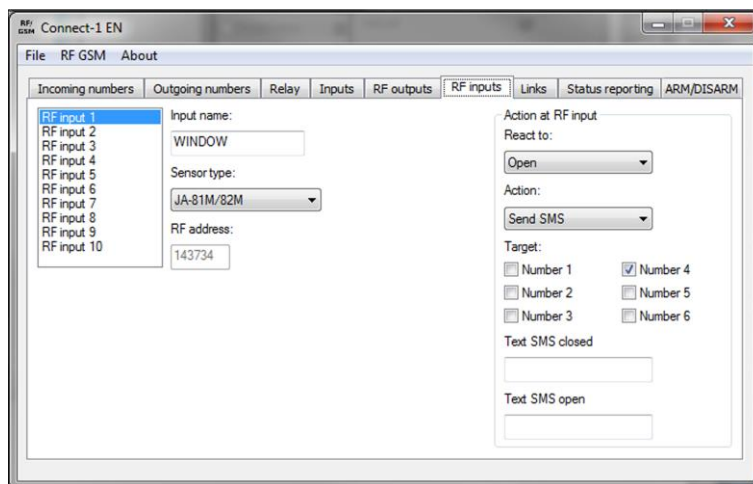 RF/ GSM Connect-1 EN
File RF GSM About
Incoming numbers Outgoing numbers Relay Inputs RF outputs RF inputs Links Status reporting ARM/DISARM
RF input 1
RF input 2
RF input 3
RF input 4
RF input 5
RF input 6
RF input 7
RF input 8
RF input 9
RF input 10
Input name:
WINDOW
Sensor type:
JA-81M/82M
RF address:
143734
Action at RF input
React to:
Open
Action:
Send SMS
Target:
Number 1 Number 4
Number 2 Number 5
Number 3 Number 6
Text SMS closed
Text SMS open